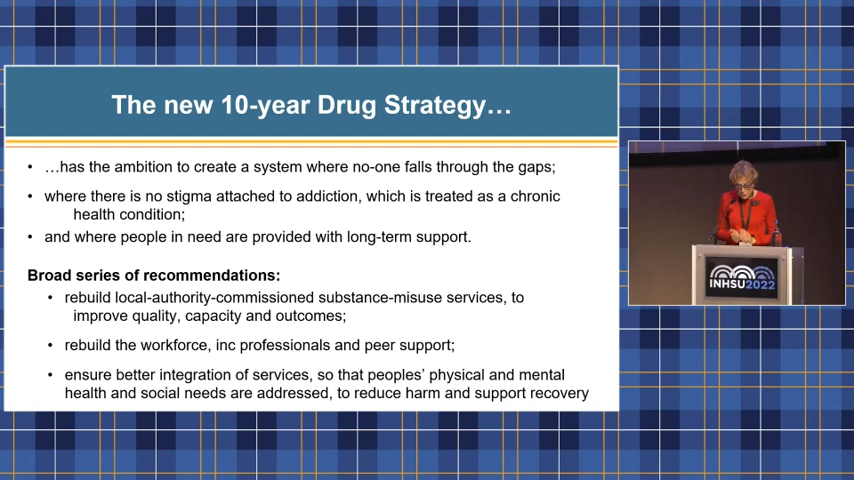 The new 10-year Drug Strategy…
• …has the ambition to create a system where no-one falls through the gaps;
• where there is no stigma attached to addiction, which is treated as a chronic
health condition;
• and where people in need are provided with long-term support.
Broad series of recommendations:
• rebuild local-authority-commissioned substance-misuse services, to
improve quality, capacity and outcomes;
• rebuild the workforce, inc professionals and peer support;
• ensure better integration of services, so that peoples’ physical and mental
health and social needs are addressed, to reduce harm and support recovery
INHSU2022